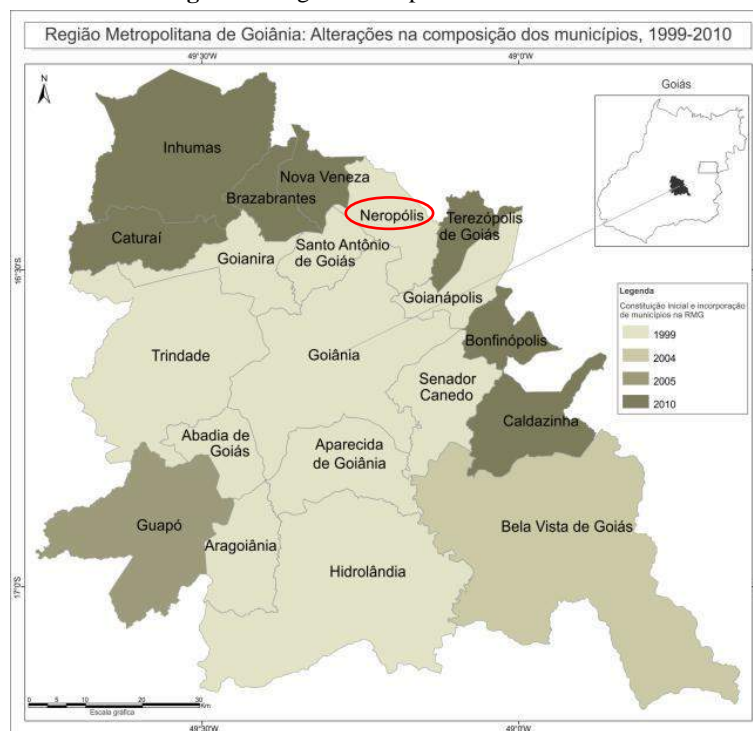 Região Metropolitana de Goiânia: Alterações na composição dos municípios, 1999-2010
49°30'W
49°0'W
N
Goiás
Inhumas
Nova Veneza
Brazabrantes
Neropólis
Terezópolis
de Goiás
Caturaí
Goianira
Santo Antônio
de Goiás
16°30'S
Goianápolis
Legenda
Constituição inicial e incorporação
de municípios na RMG
1999
2004
2005
2010
Bonfinópolis
Trindade
Goiânia
Senador
Canedo
Caldazinha
Abadia de
Goiás
Aparecida
de Goiânia
Guapó
Bela Vista de Goiás
Aragoiânia
Hidrolândia
17°0'S
0 5 10 20 30
Km
Escala gráfica
49°30'W
49°0'W